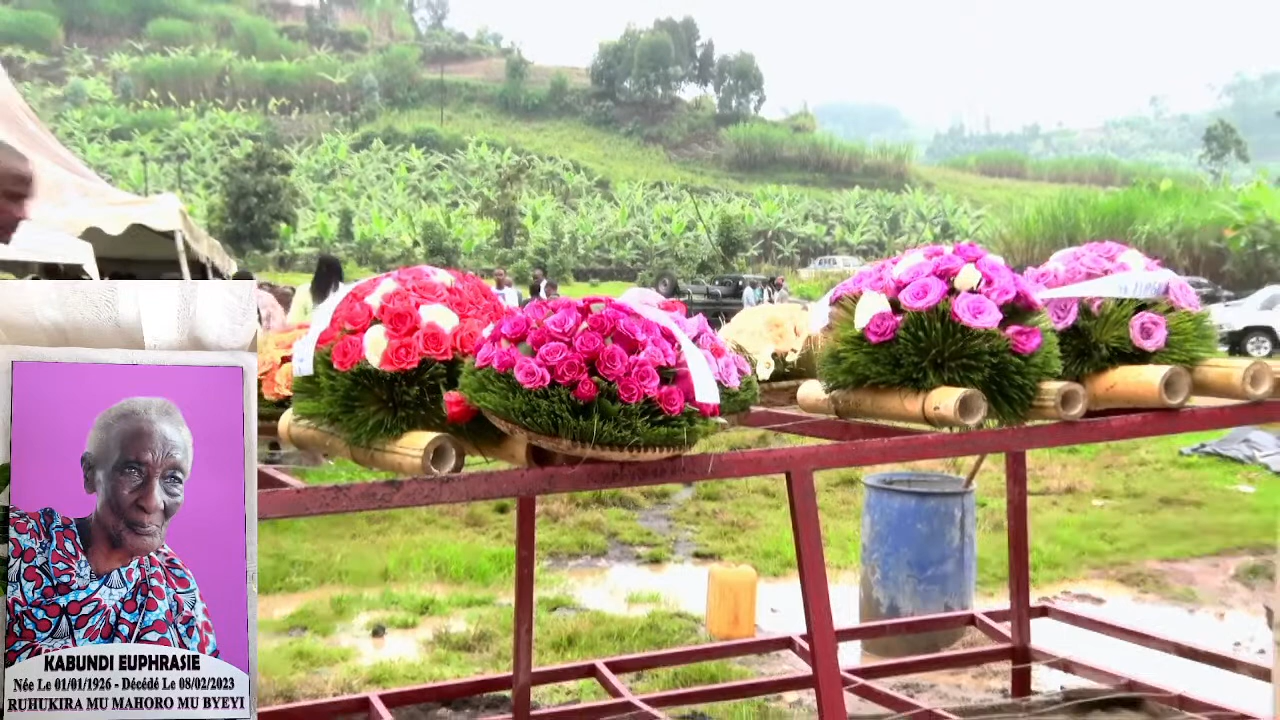 KABUNDI EUPHRASIE
Née Le 01/01/1926 - Décédé Le 08/02/2023
RUHUKIRA MU MAHORO MU BYEYI